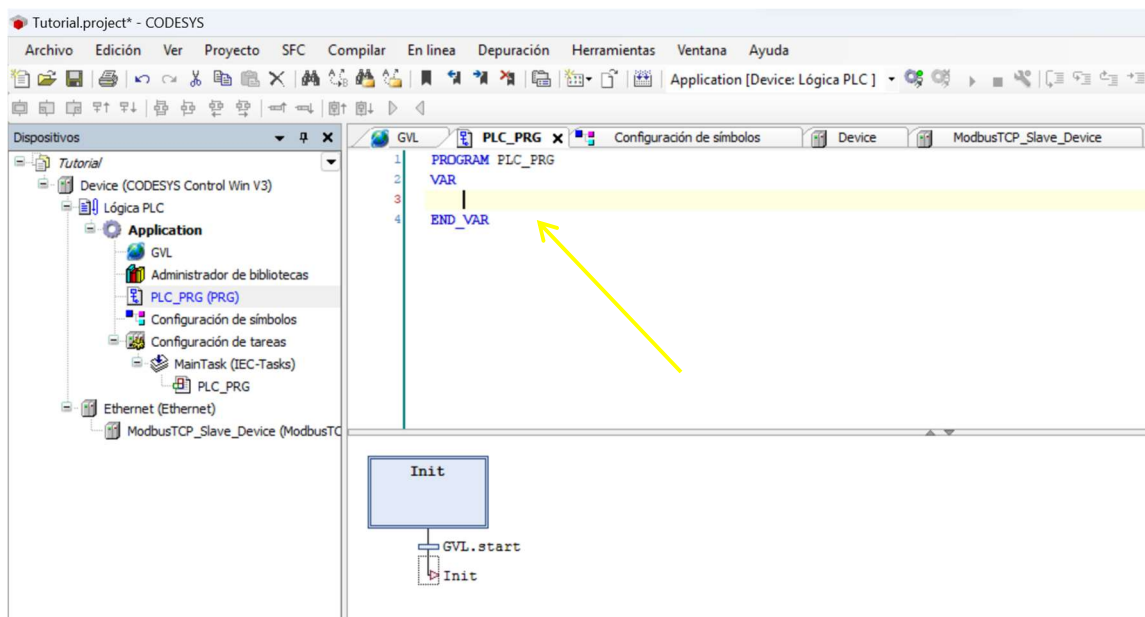 Tutorial.project* - CODESYS
Archivo Edición Ver Proyecto SFC Compilar En linea Depuración Herramientas Ventana Ayuda
Application [Device: Lógica PLC ]
Dispositivos
GVL PLC_PRG Configuración de símbolos Device ModbusTCP_Slave_Device
Tutorial
Device (CODESYS Control Win V3)
Lógica PLC
Application
GVL
Administrador de bibliotecas
PLC_PRG (PRG)
Configuración de símbolos
Configuración de tareas
MainTask (IEC-Tasks)
PLC_PRG
Ethernet (Ethernet)
ModbusTCP_Slave_Device (ModbusTC
1 PROGRAM PLC_PRG
2 VAR
3
4 END_VAR
Init
GVL.start
Init